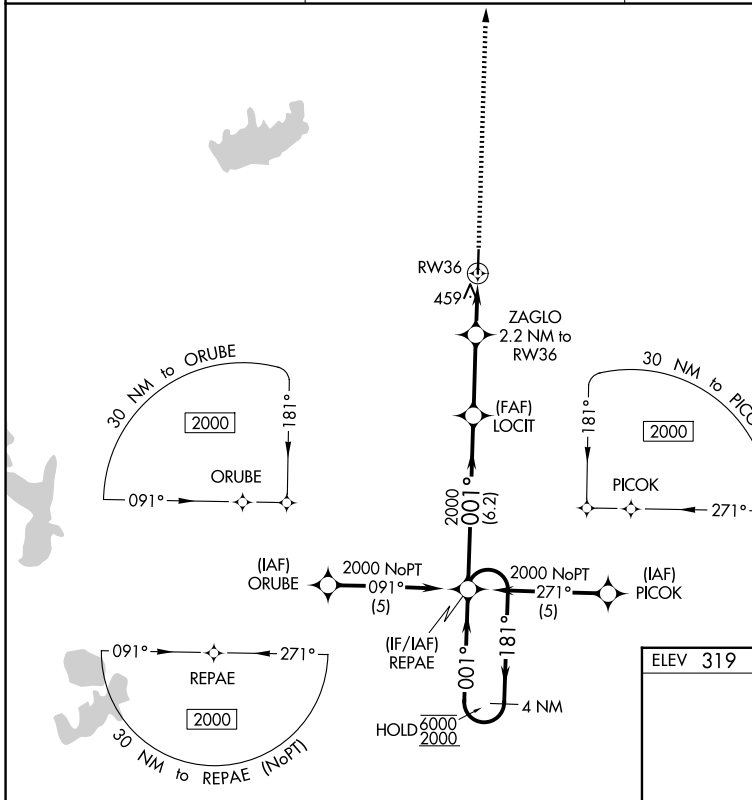 RW36
459
ZAGLO
2.2 NM to
RW36
30 NM to ORUBE
2000
181°
ORUBE
091°
(FAF)
LOCIT
30 NM to PICO
2000
181°
PICOK
271°
2000
001°
(6.2)
(IAF)
ORUBE
2000 NoPT
091°
(5)
2000 NoPT
271°
(5)
(IAF)
PICOK
(IF/IAF)
REPAE
001°
181°
4 NM
HOLD 6000
2000
091°
271°
REPAE
2000
30 NM to REPAE (NoPT)
ELEV 319